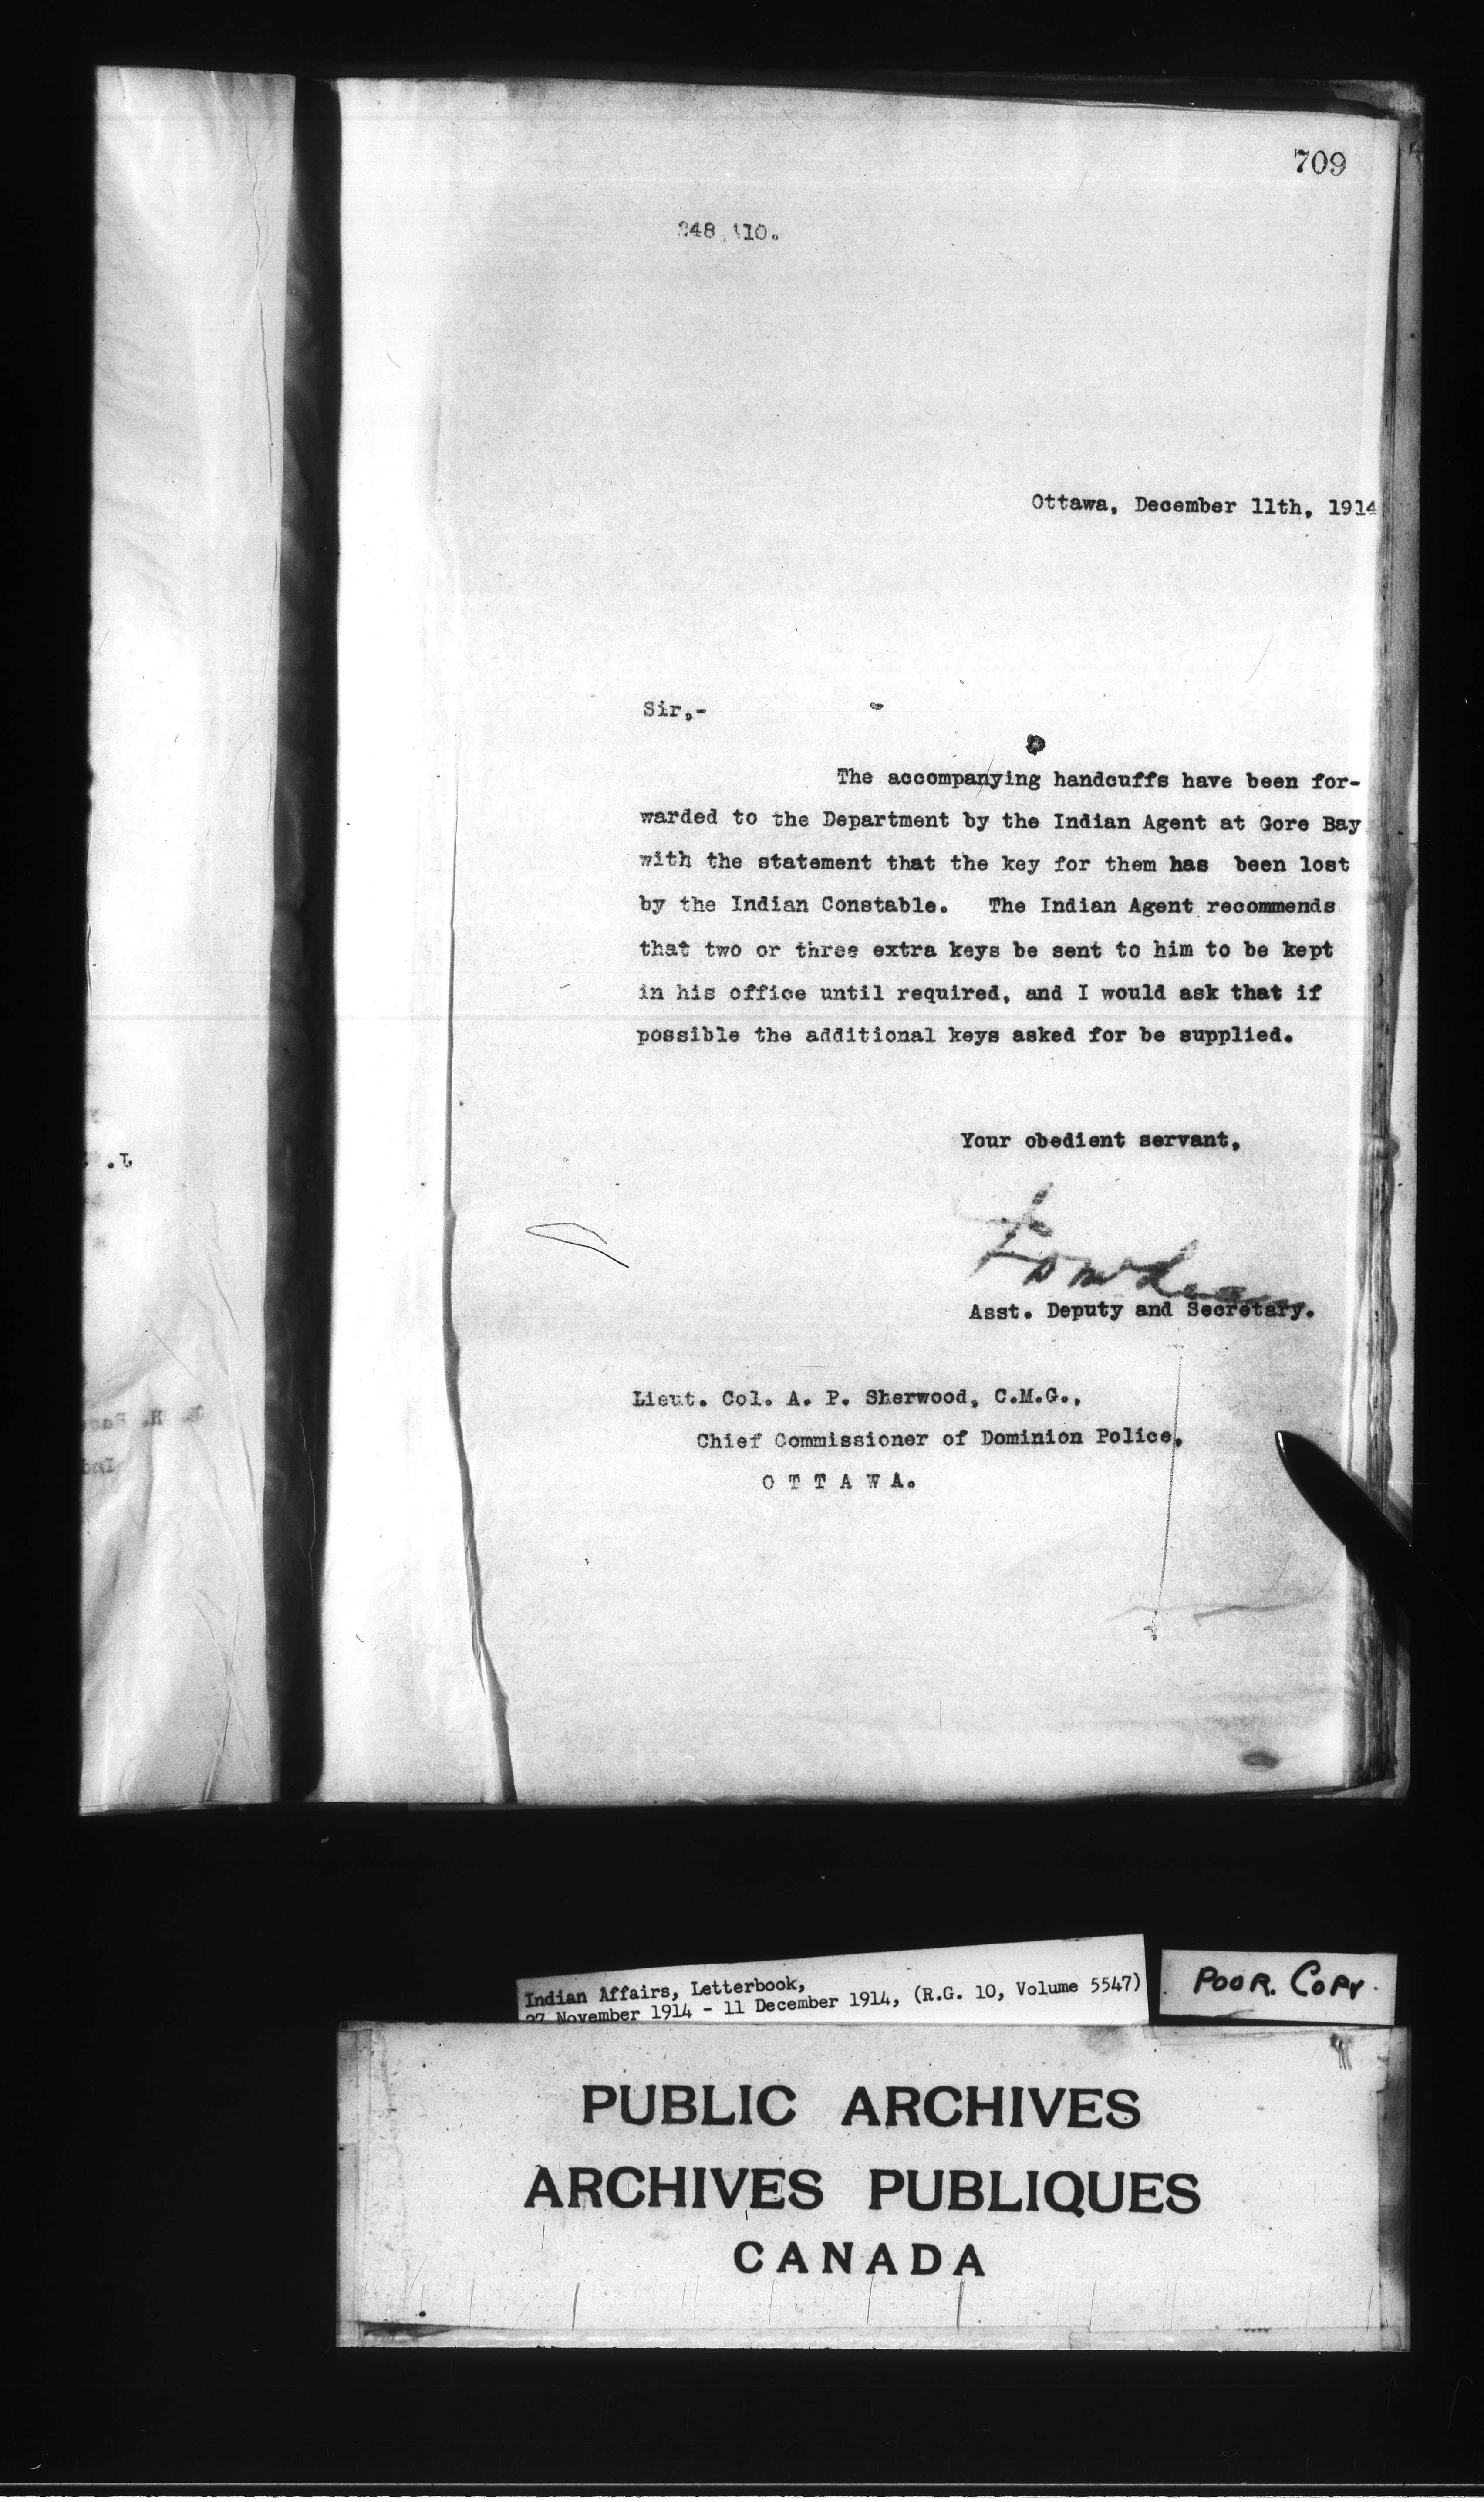 709
Ottawa, December 11th, 1914
Sir,-
The accompanying handcuffs have been for-
warded to the Department by the Indian Agent at Gore Bay
with the statement that the key for them has been lost
by the Indian Constable. The Indian Agent recommends
that two or three extra keys be sent to him to be kept
in his office until required, and I would ask that if
possible the additional keys asked for be supplied.
Your obedient servant,
Asst. Deputy and Secretary.
Lieut. Col. A. P. Sherwood, C.M.G.,
Chief Commissioner of Dominion Police,
O T T A W A.
Indian Affairs, Letterbook,
27 November 1914 - 11 December 1914, (R.G. 10, Volume 5547)
POOR. COPY.
PUBLIC ARCHIVES
ARCHIVES PUBLIQUES
CANADA